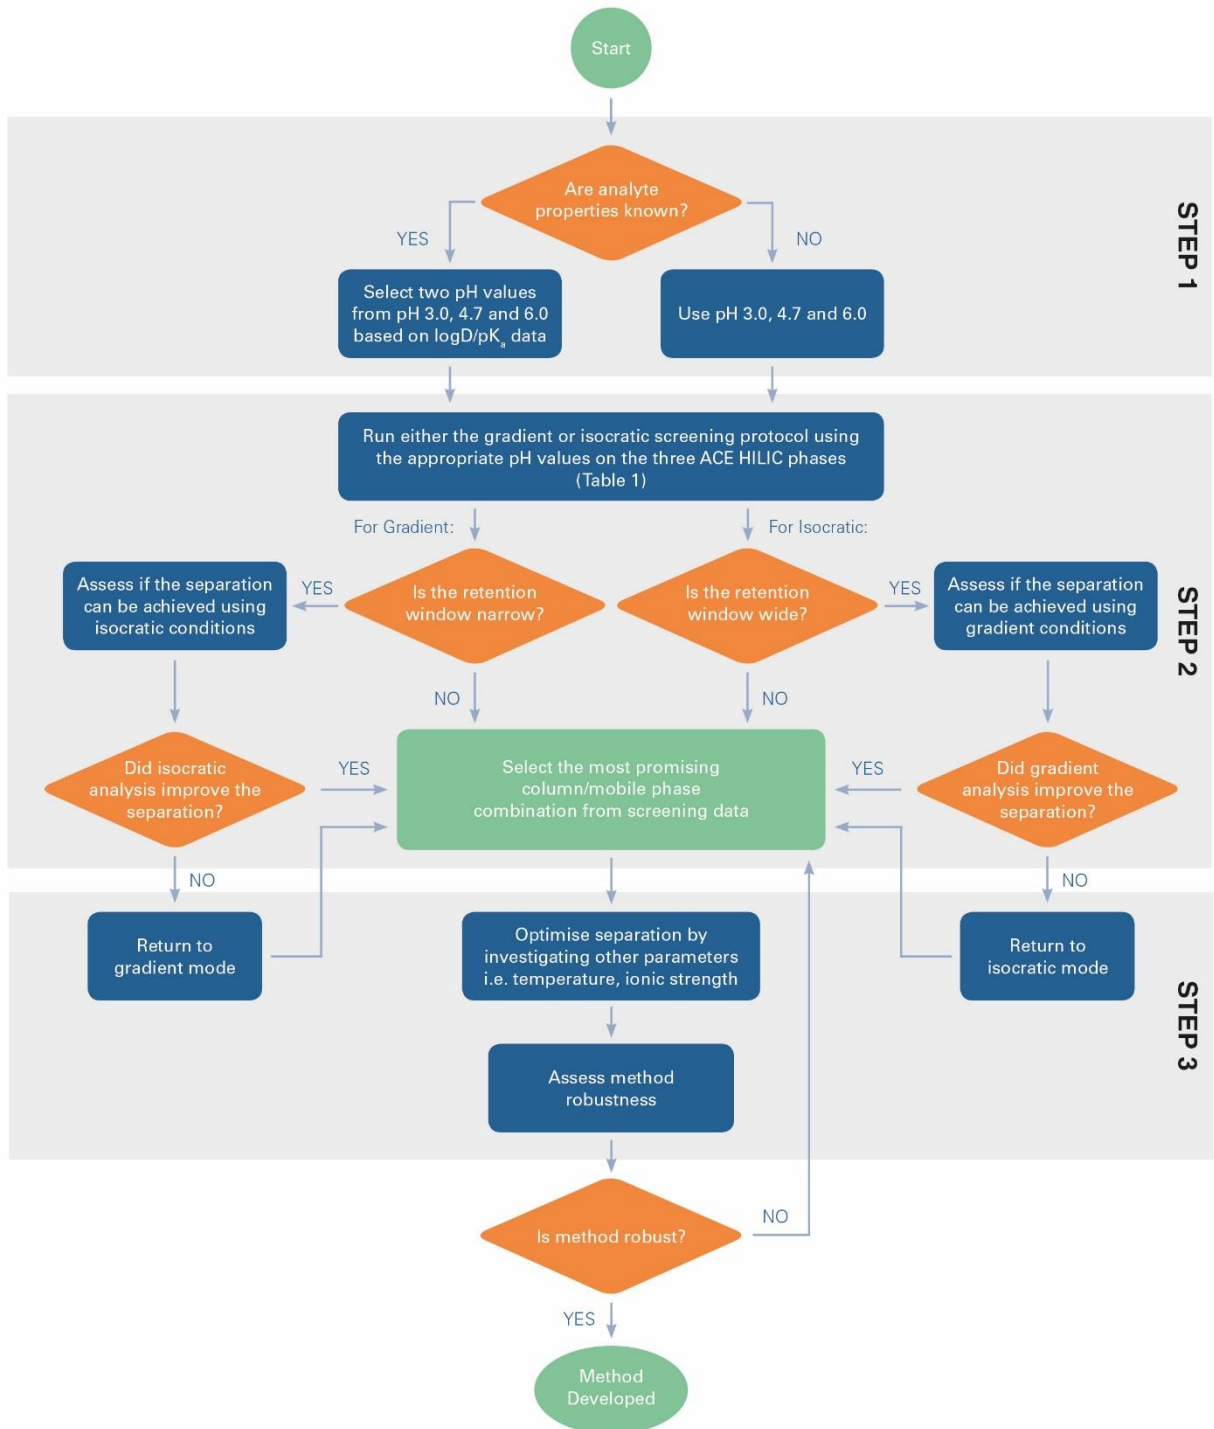 Start
Are analyte
properties known?
YES
NO
STEP 1
Select two pH values
from pH 3.0, 4.7 and 6.0
based on logD/pKa data
Use pH 3.0, 4.7 and 6.0
Run either the gradient or isocratic screening protocol using
the appropriate pH values on the three ACE HILIC phases
(Table 1)
For Gradient:
For Isocratic:
Assess if the separation
can be achieved using
isocratic conditions
YES
Is the retention
window narrow?
Is the retention
window wide?
YES
Assess if the separation
can be achieved using
gradient conditions
STEP 2
NO
NO
Did isocratic
analysis improve the
separation?
YES
Select the most promising
column/mobile phase
combination from screening data
YES
Did gradient
analysis improve the
separation?
NO
NO
Return to
gradient mode
Optimise separation by
investigating other parameters
i.e. temperature, ionic strength
Return to
isocratic mode
STEP 3
Assess method
robustness
Is method robust?
NO
YES
Method
Developed